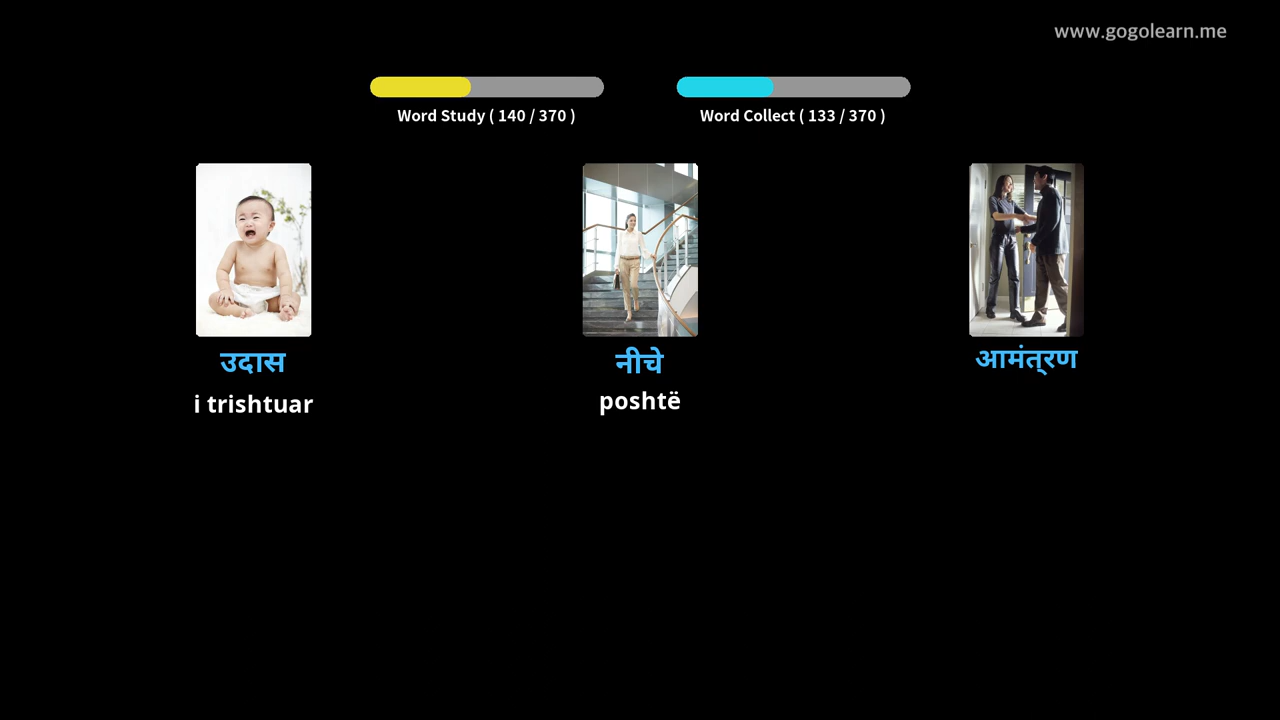 www.gogolearn.me
Word Study ( 140 / 370 )
Word Collect ( 133 / 370 )
उदास
i trishtuar
नीचे
poshtë
आमंत्रण